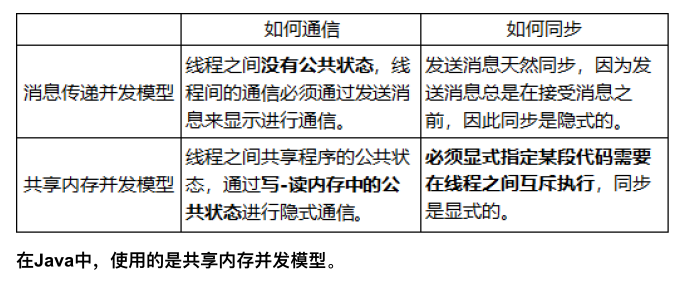 如何通信
如何同步
消息传递并发模型
线程之间没有公共状态，线
程间的通信必须通过发送消
息来显示进行通信。
发送消息天然同步，因为发
送消息总是在接受消息之
前，因此同步是隐式的。
共享内存并发模型
线程之间共享程序的公共状
态，通过写-读内存中的公
共状态进行隐式通信。
必须显式指定某段代码需要
在线程之间互斥执行，同步
是显式的。
在Java中，使用的是共享内存并发模型。